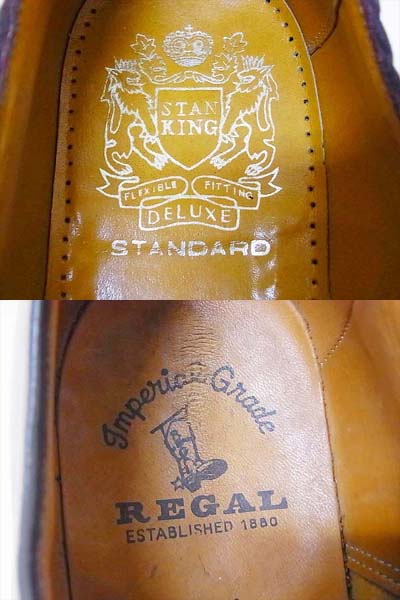 STAN
KING
FLEXIBLE FITTING
DELUXE
STANDARD
Imperial Grade
REGAL
ESTABLISHED 1880